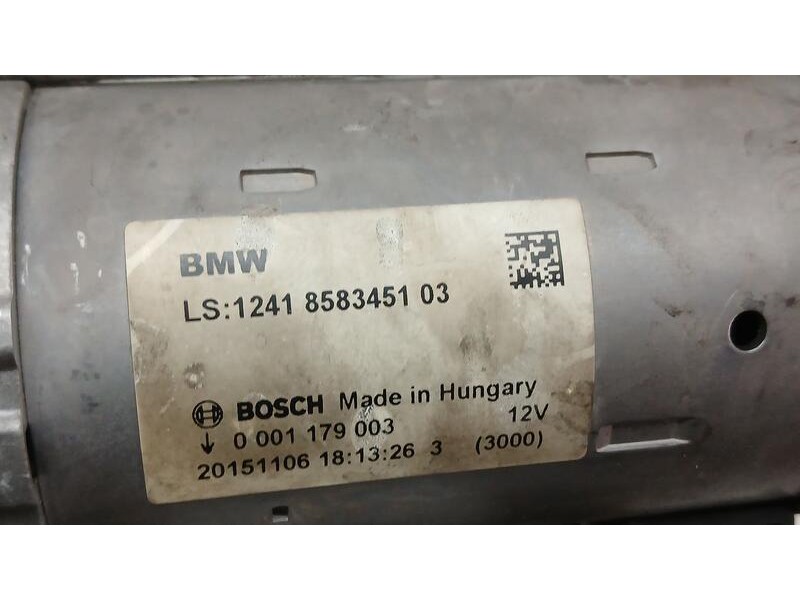 BMW
LS:1241 8583451 03
BOSCH Made in Hungary
0 001 179 003 12V
20151106 18:13:26 3 (3000)